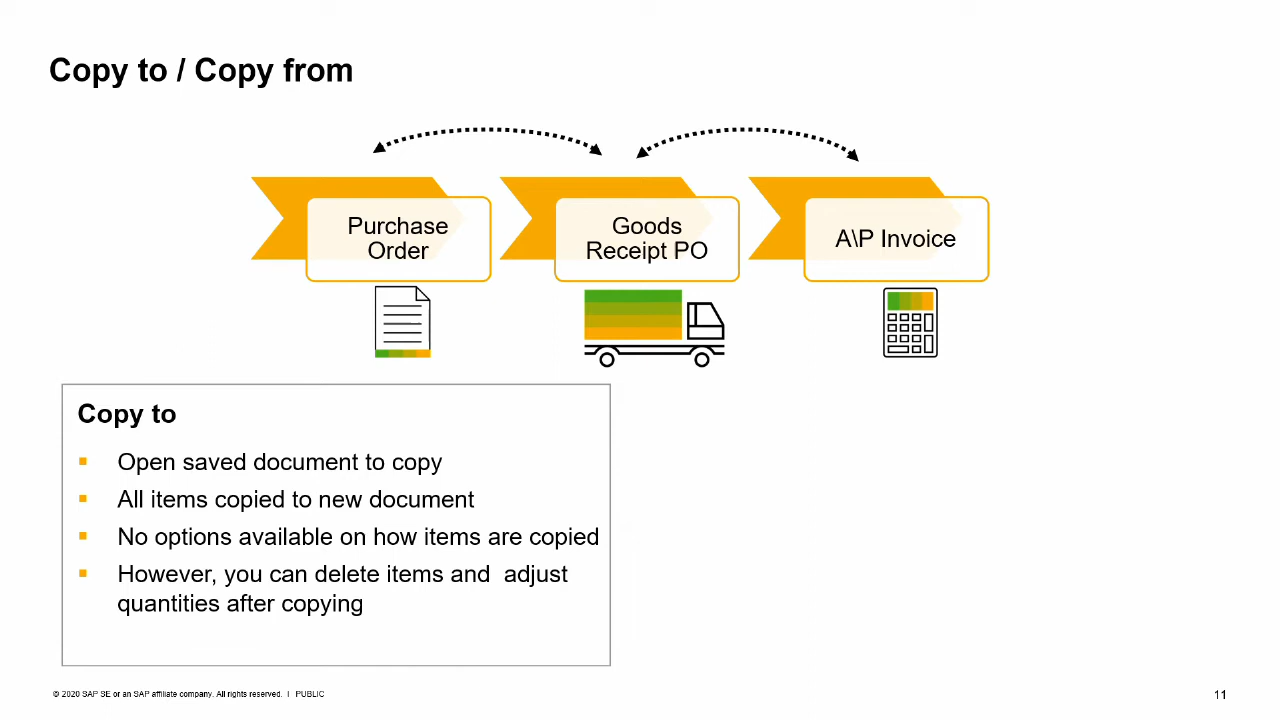 Copy to / Copy from
Purchase
Order
Goods
Receipt PO
A\P Invoice
Copy to
▪ Open saved document to copy
▪ All items copied to new document
▪ No options available on how items are copied
▪ However, you can delete items and  adjust
quantities after copying
© 2020 SAP SE or an SAP affiliate company. All rights reserved. I PUBLIC
11